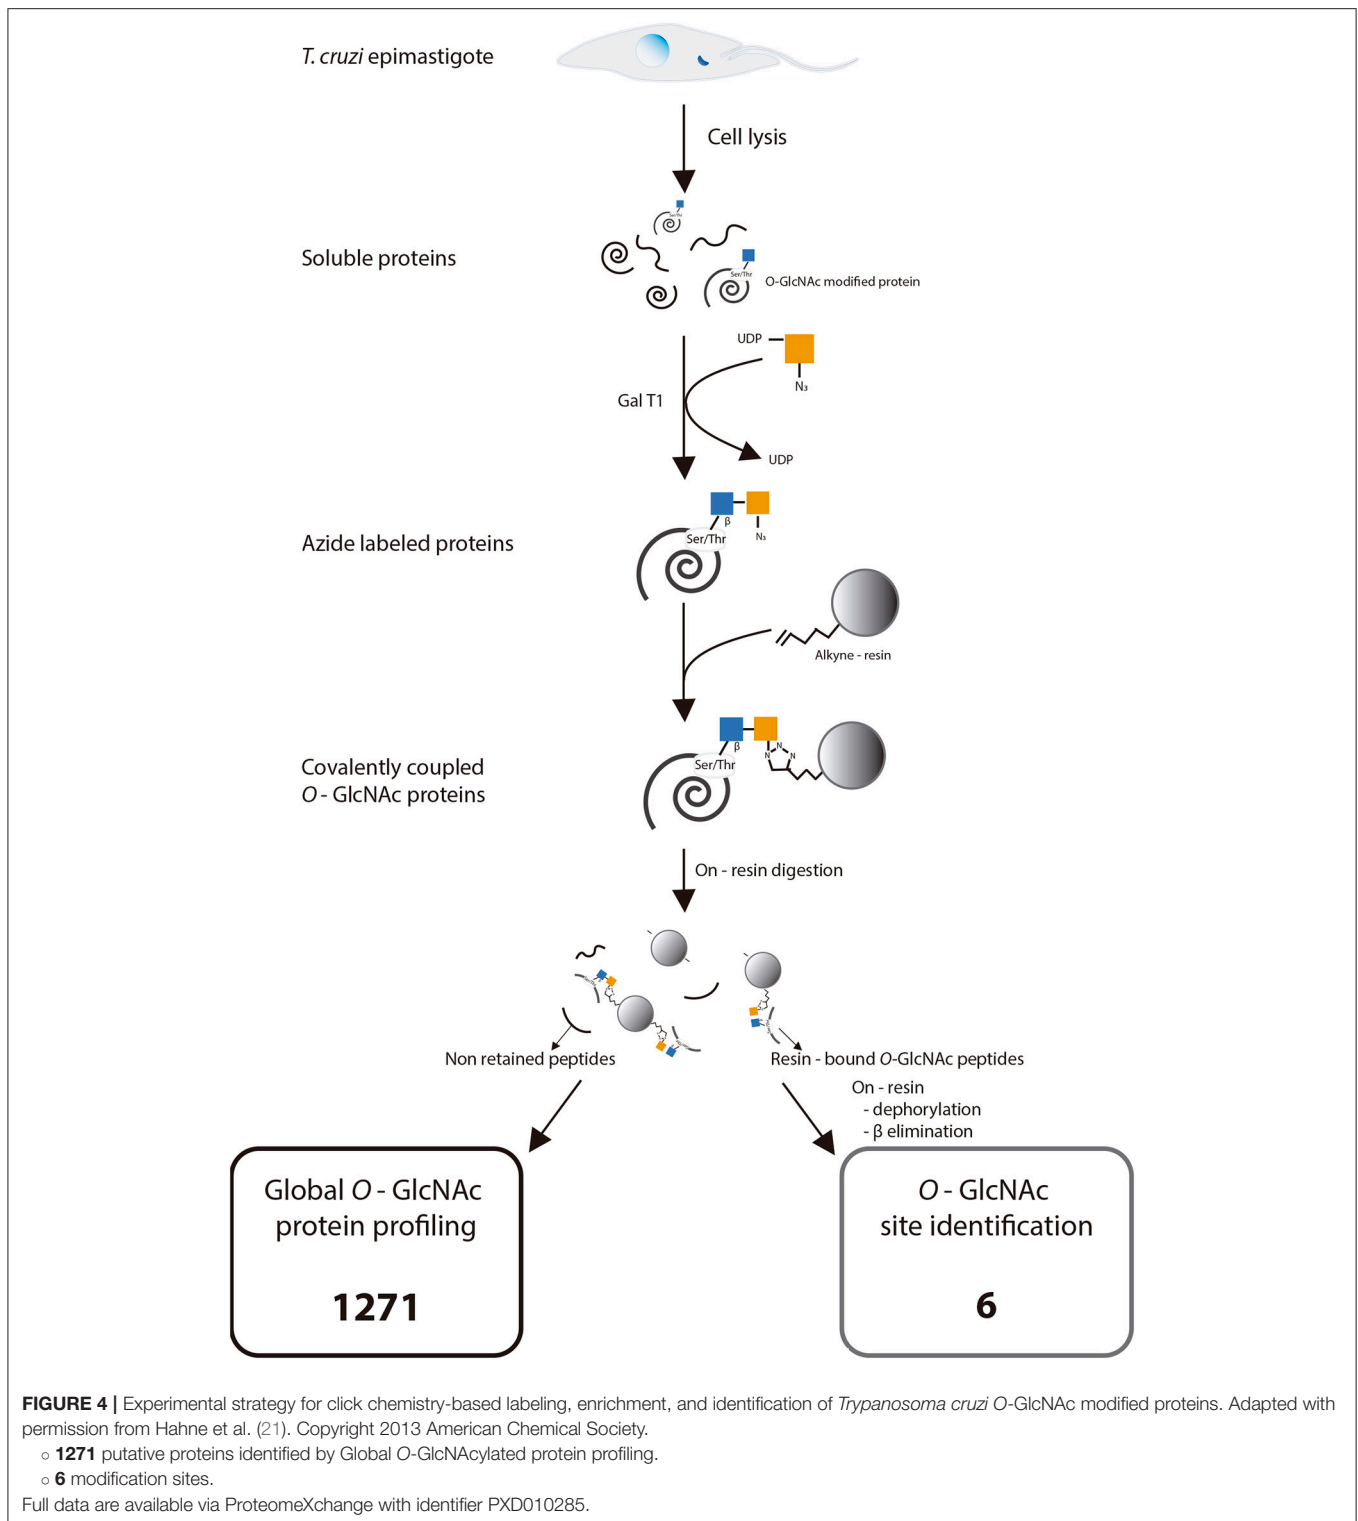 T. cruzi epimastigote
Cell lysis
Ser/Thr
Soluble proteins
Ser/Thr
O-GlcNAc modified protein
UDP
N₃
Gal T1
UDP
β
Azide labeled proteins
Ser/Thr
N₃
Alkyne - resin
β
N
N
N
Ser/Thr
Covalently coupled
O - GlcNAc proteins
On - resin digestion
Non retained peptides
Resin - bound O-GlcNAc peptides
On - resin
- dephorylation
- β elimination
Global O - GlcNAc
protein profiling
1271
O - GlcNAc
site identification
6
FIGURE 4 | Experimental strategy for click chemistry-based labeling, enrichment, and identification of Trypanosoma cruzi O-GlcNAc modified proteins. Adapted with
permission from Hahne et al. (21). Copyright 2013 American Chemical Society.
○ 1271 putative proteins identified by Global O-GlcNAcylated protein profiling.
○ 6 modification sites.
Full data are available via ProteomeXchange with identifier PXD010285.